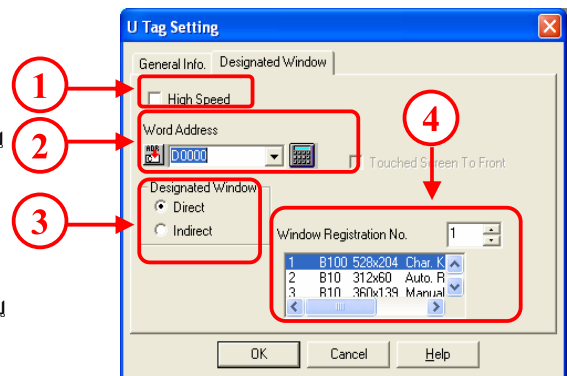 U Tag Setting
General Info. Designated Window
1
High Speed
4
2
Word Address
D0000
Touched Screen To Front
Designated Window
Direct
3
Indirect
Window Registration No. 1
1 B100 528x204 Char. K
2 B10 312x60 Auto. R
3 B10 360x139 Manual
OK Cancel Help